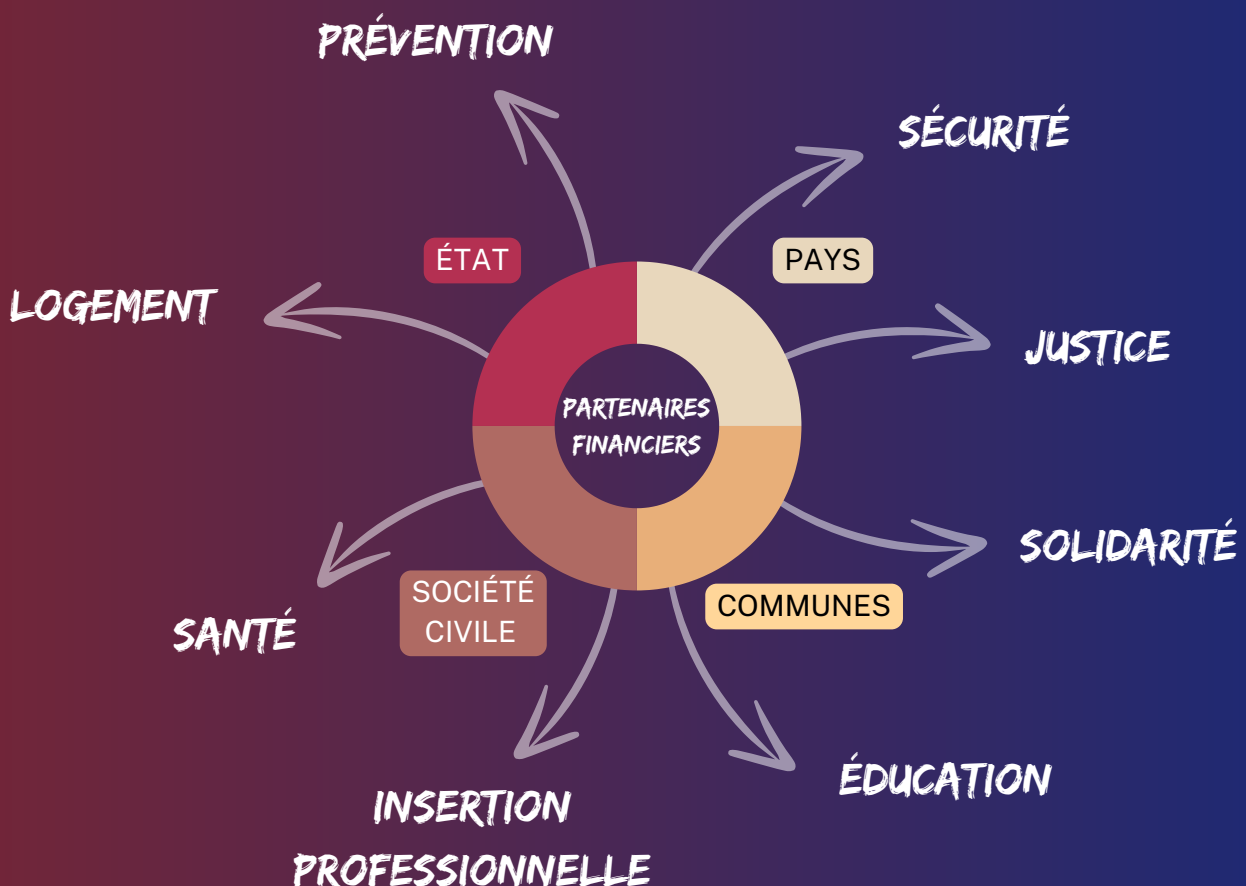 PRÉVENTION
SÉCURITÉ
ÉTAT
PAYS
LOGEMENT
JUSTICE
PARTENAIRES
FINANCIERS
SOLIDARITÉ
SOCIÉTÉ
CIVILE
COMMUNES
SANTÉ
ÉDUCATION
INSERTION
PROFESSIONNELLE